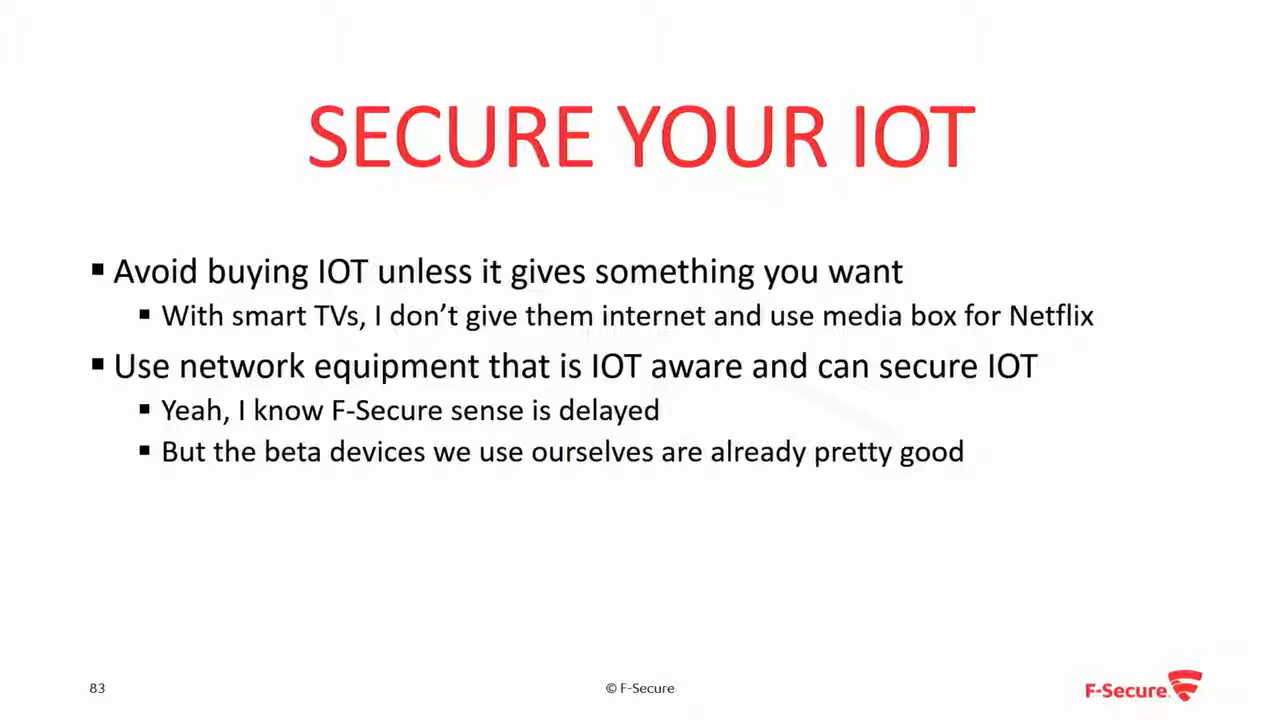 SECURE YOUR IOT
▪ Avoid buying IOT unless it gives something you want
▪ With smart TVs, I don’t give them internet and use media box for Netflix
▪ Use network equipment that is IOT aware and can secure IOT
▪ Yeah, I know F-Secure sense is delayed
▪ But the beta devices we use ourselves are already pretty good
83
© F-Secure
F-Secure.